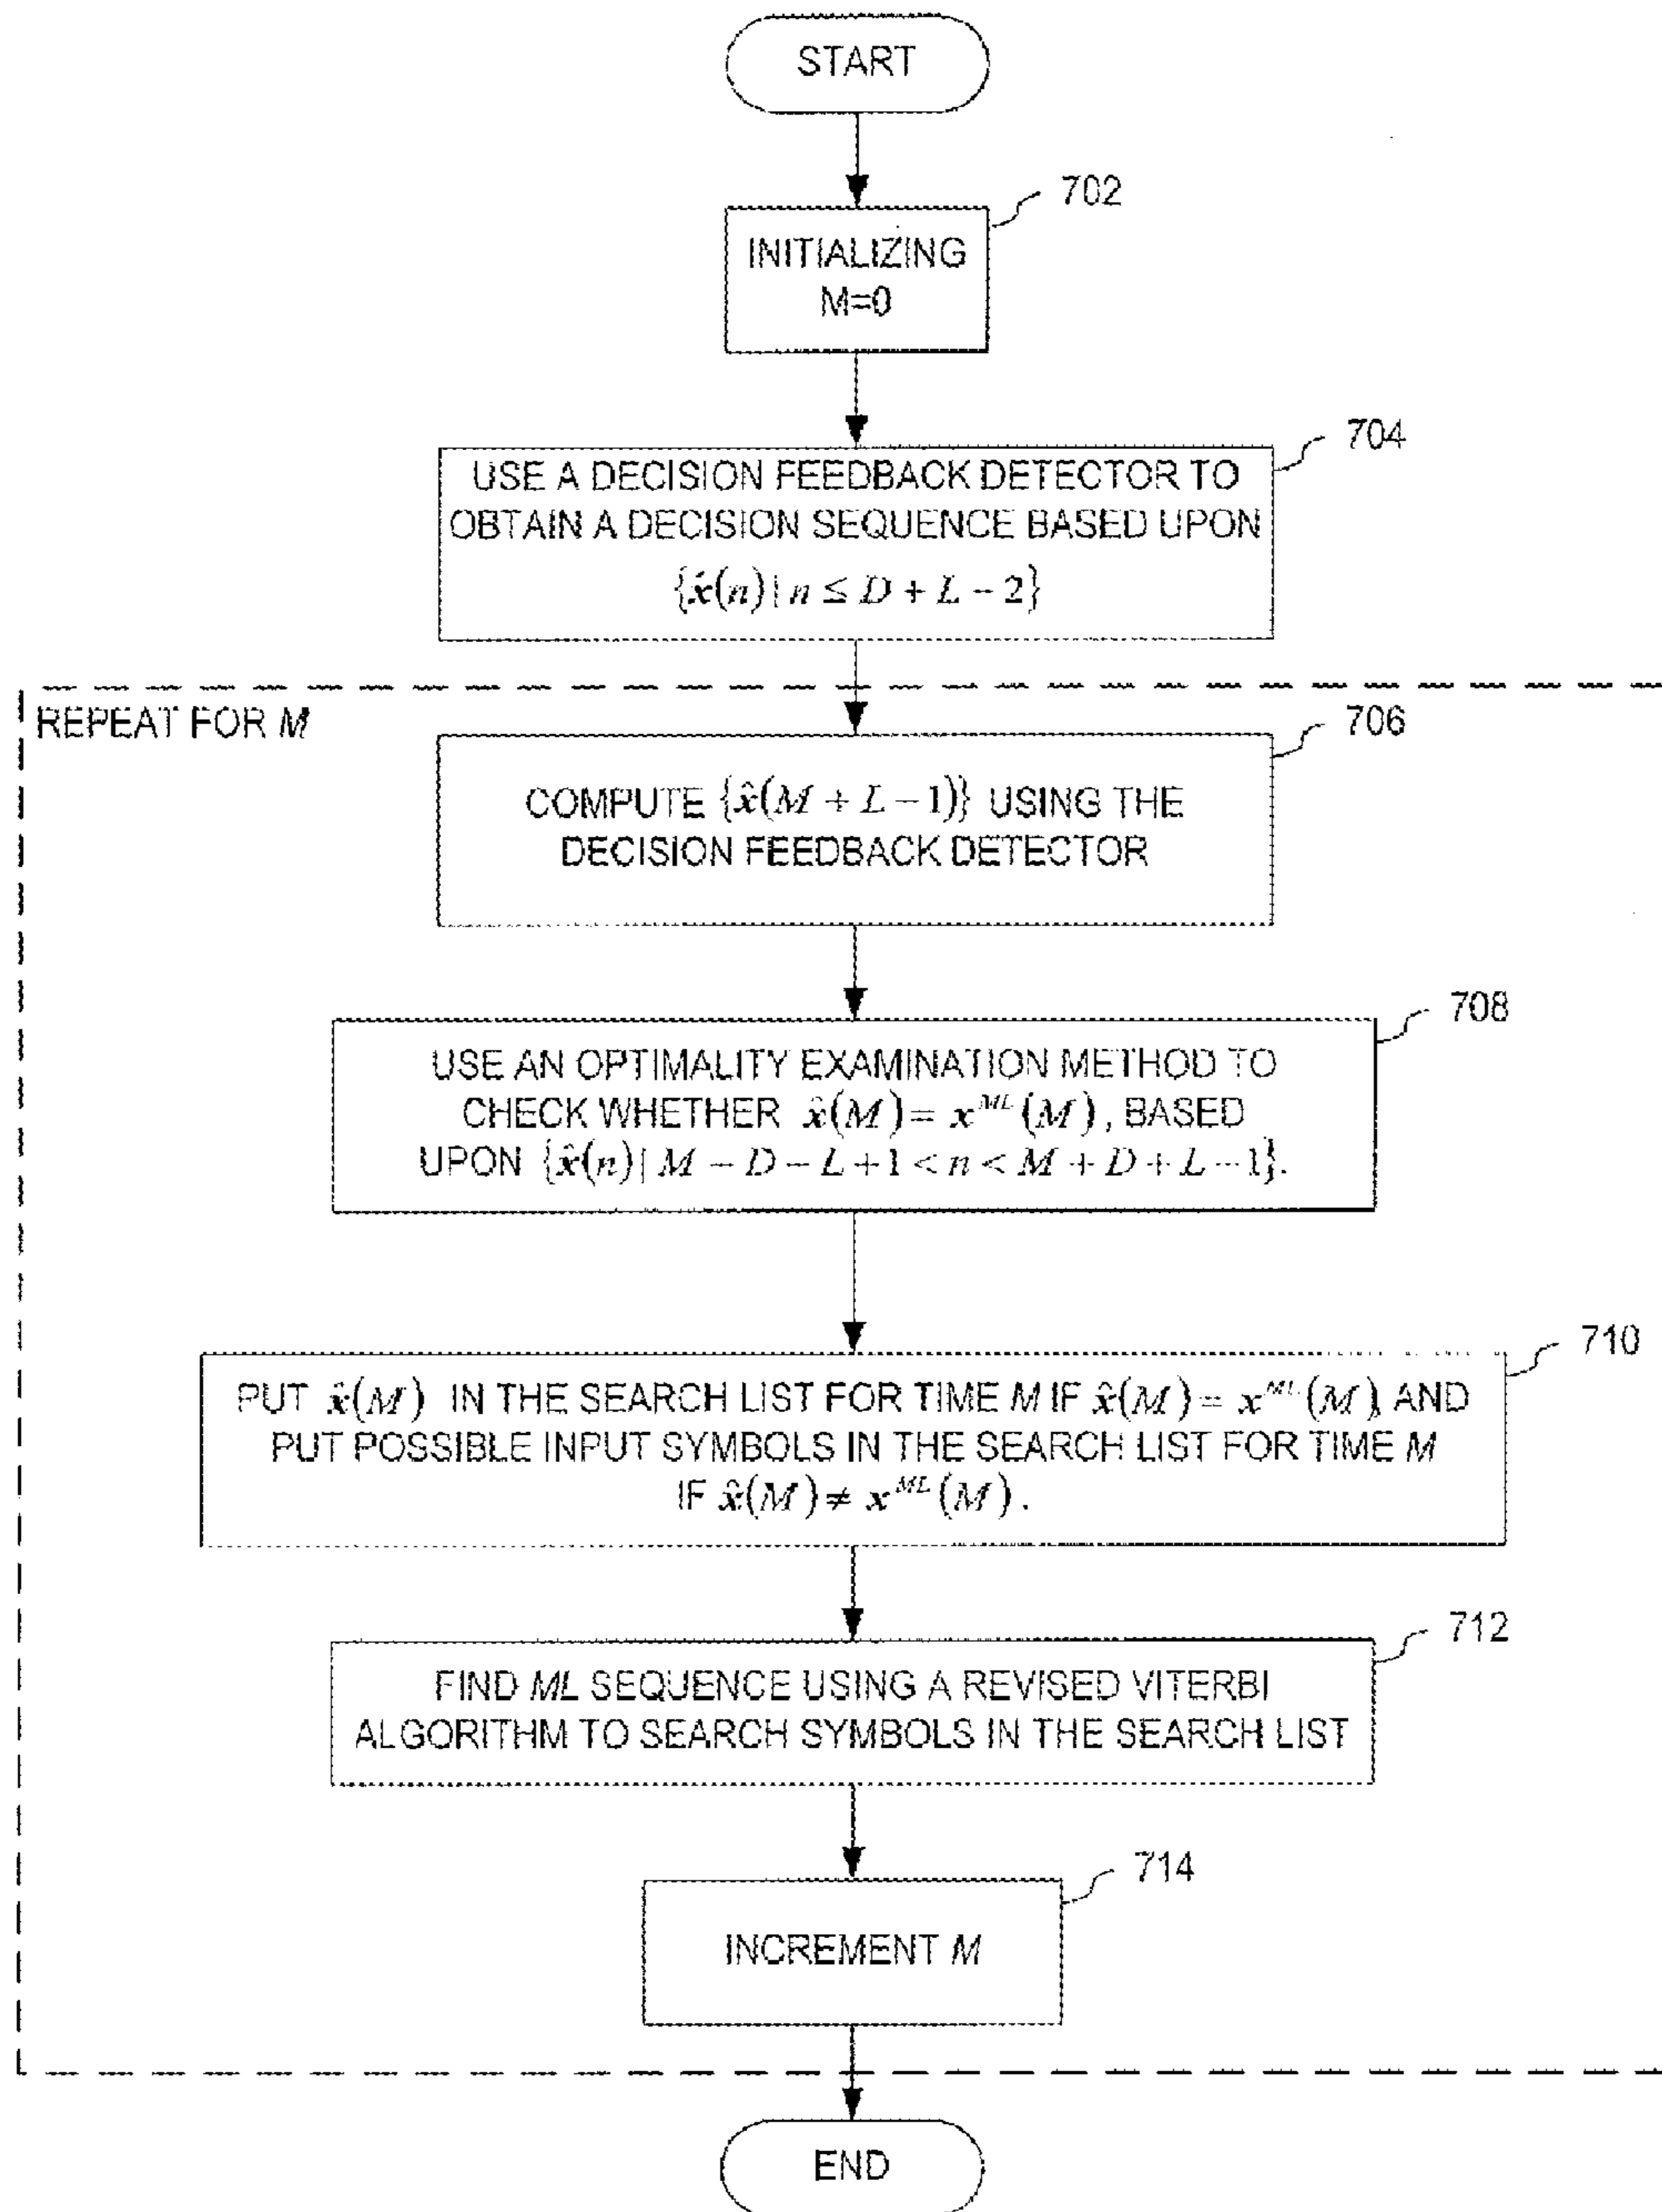 START
702
INITIALIZING
M=0
704
USE A DECISION FEEDBACK DETECTOR TO
OBTAIN A DECISION SEQUENCE BASED UPON
{x̂(n) | n ≤ D + L − 2}
REPEAT FOR M
706
COMPUTE {x̂(M + L − 1)} USING THE
DECISION FEEDBACK DETECTOR
708
USE AN OPTIMALITY EXAMINATION METHOD TO
CHECK WHETHER x̂(M) = x^ML(M), BASED
UPON {x̂(n) | M − D − L + 1 < n < M + D + L − 1}.
710
PUT x̂(M) IN THE SEARCH LIST FOR TIME M IF x̂(M) = x^ML(M), AND
PUT POSSIBLE INPUT SYMBOLS IN THE SEARCH LIST FOR TIME M
IF x̂(M) ≠ x^ML(M).
712
FIND ML SEQUENCE USING A REVISED VITERBI
ALGORITHM TO SEARCH SYMBOLS IN THE SEARCH LIST
714
INCREMENT M
END